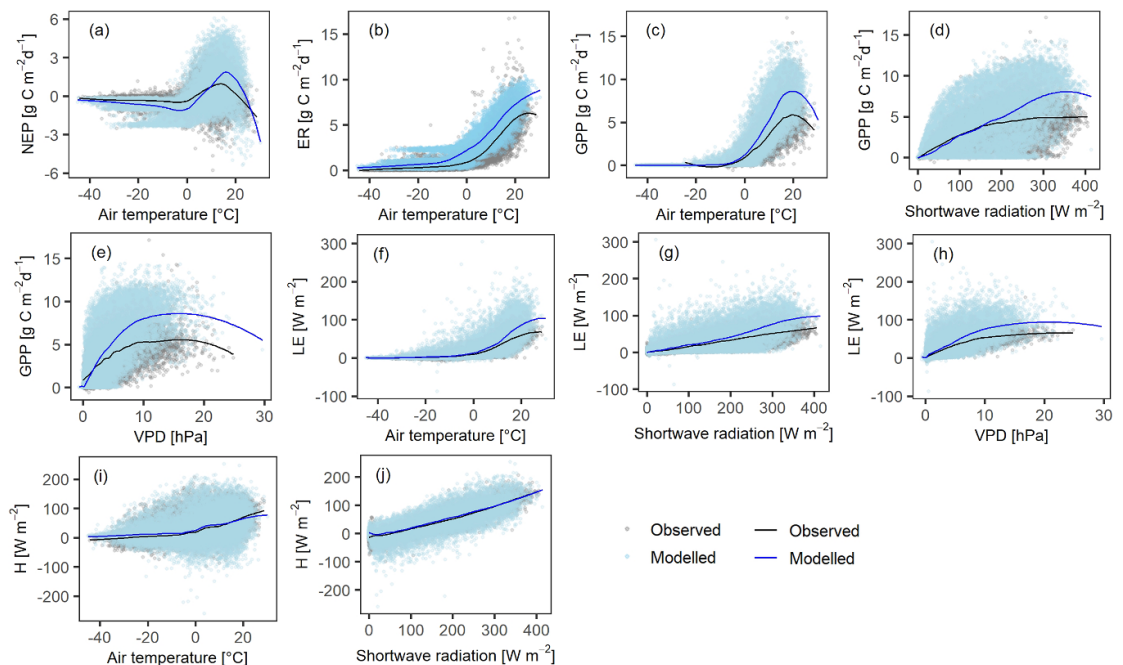 (a)
6
3
0
-3
-6
NEP [g C m⁻²d⁻¹]
-40 -20 0 20
Air temperature [°C]
(b)
15
10
5
0
ER [g C m⁻²d⁻¹]
-40 -20 0 20
Air temperature [°C]
(c)
15
10
5
0
GPP [g C m⁻²d⁻¹]
-40 -20 0 20
Air temperature [°C]
(d)
15
10
5
0
GPP [g C m⁻²d⁻¹]
0 100 200 300 400
Shortwave radiation [W m⁻²]
(e)
15
10
5
0
GPP [g C m⁻²d⁻¹]
0 10 20 30
VPD [hPa]
(f)
300
200
100
0
-100
LE [W m⁻²]
-40 -20 0 20
Air temperature [°C]
(g)
300
200
100
0
-100
LE [W m⁻²]
0 100 200 300 400
Shortwave radiation [W m⁻²]
(h)
300
200
100
0
-100
LE [W m⁻²]
0 10 20 30
VPD [hPa]
(i)
200
100
0
-100
-200
H [W m⁻²]
-40 -20 0 20
Air temperature [°C]
(j)
200
100
0
-100
-200
H [W m⁻²]
0 100 200 300 400
Shortwave radiation [W m⁻²]
Observed Observed
Modelled Modelled